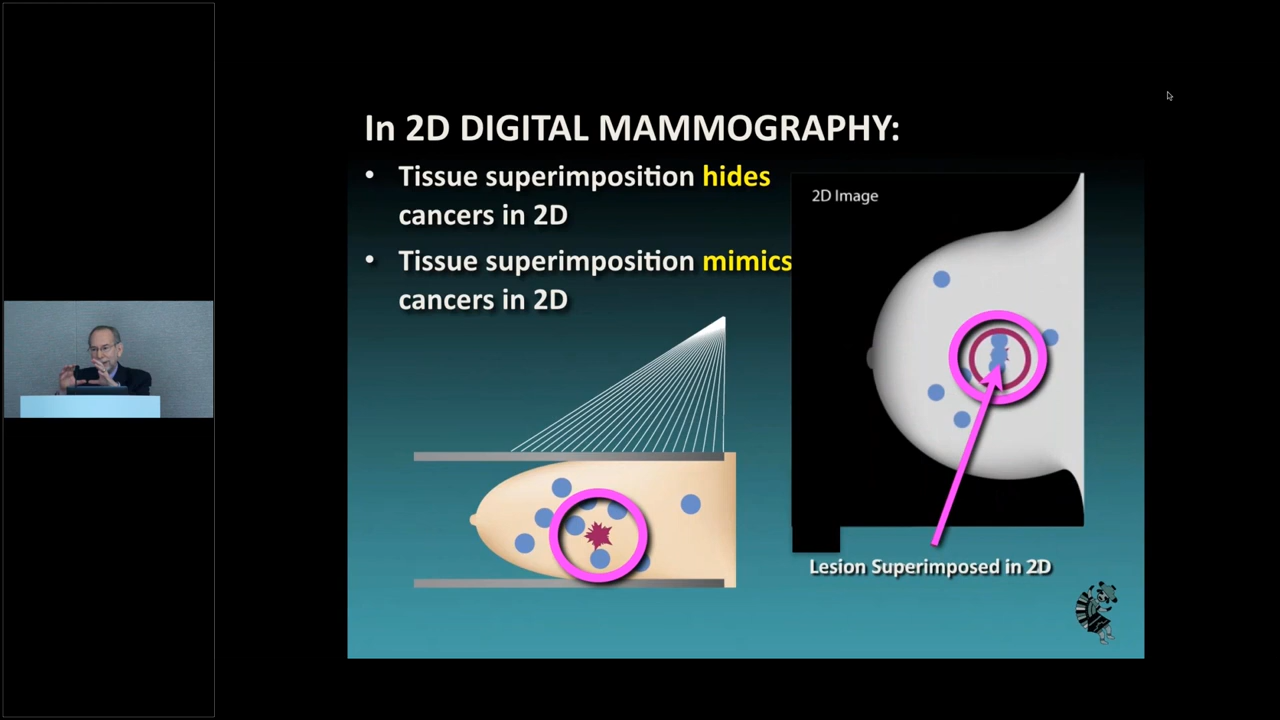 In 2D DIGITAL MAMMOGRAPHY:
• Tissue superimposition hides
cancers in 2D
• Tissue superimposition mimics
cancers in 2D
2D Image
Lesion Superimposed in 2D